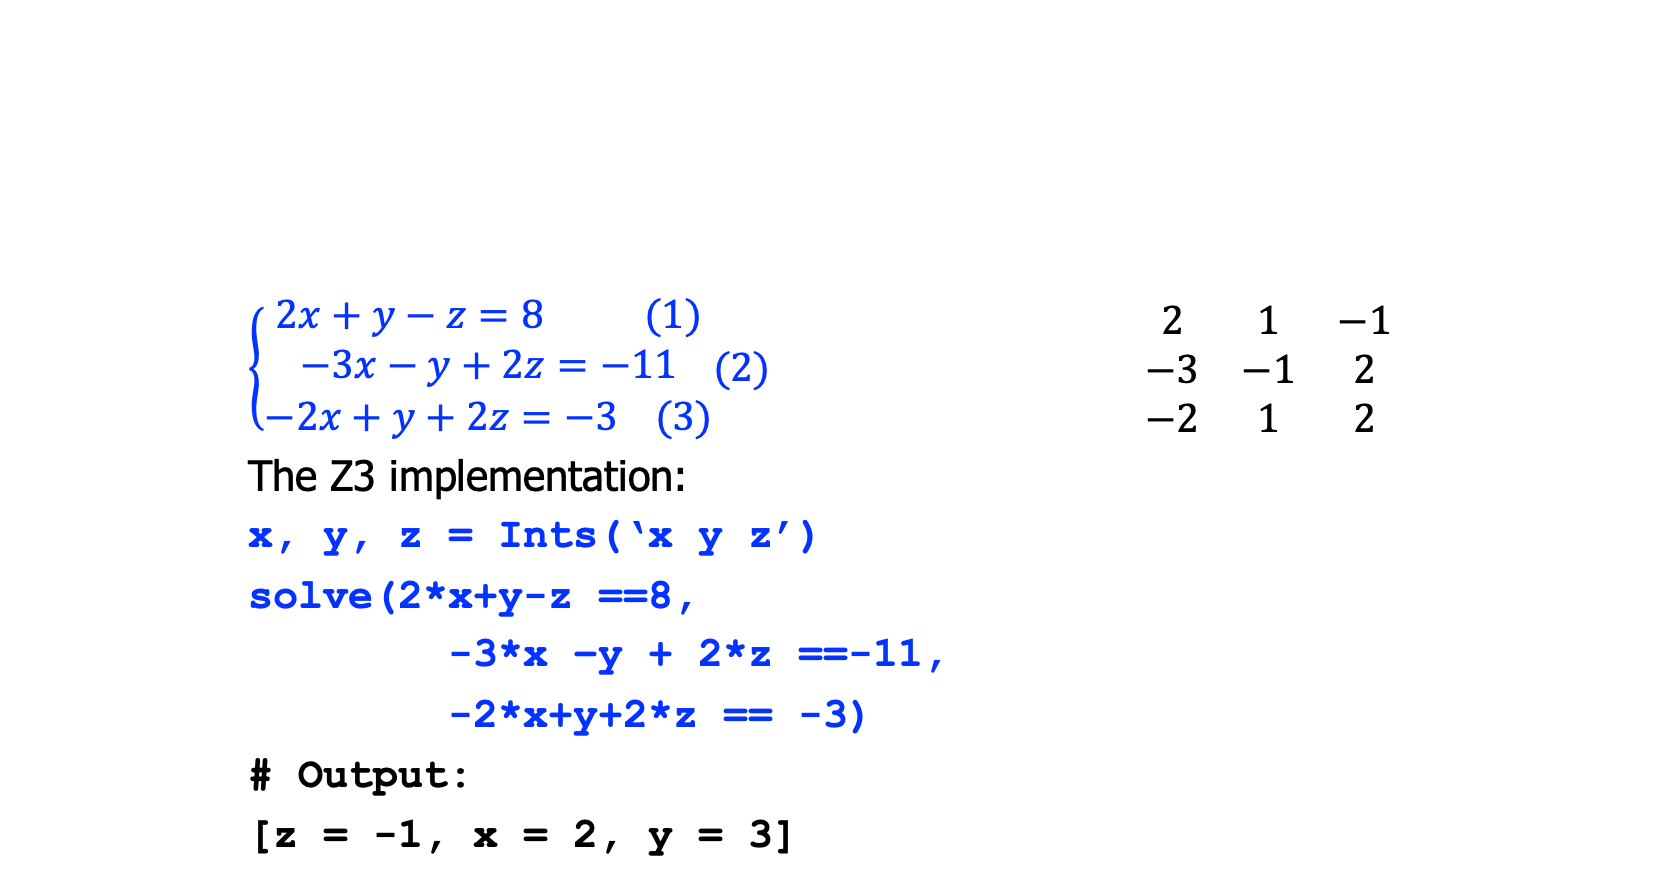 2x + y − z = 8 (1)
−3x − y + 2z = −11 (2)
−2x + y + 2z = −3 (3)
2 1 −1
−3 −1 2
−2 1 2
The Z3 implementation:
x, y, z = Ints(‘x y z’)
solve(2*x+y-z ==8,
-3*x –y + 2*z ==-11,
-2*x+y+2*z == -3)
# Output:
[z = -1, x = 2, y = 3]